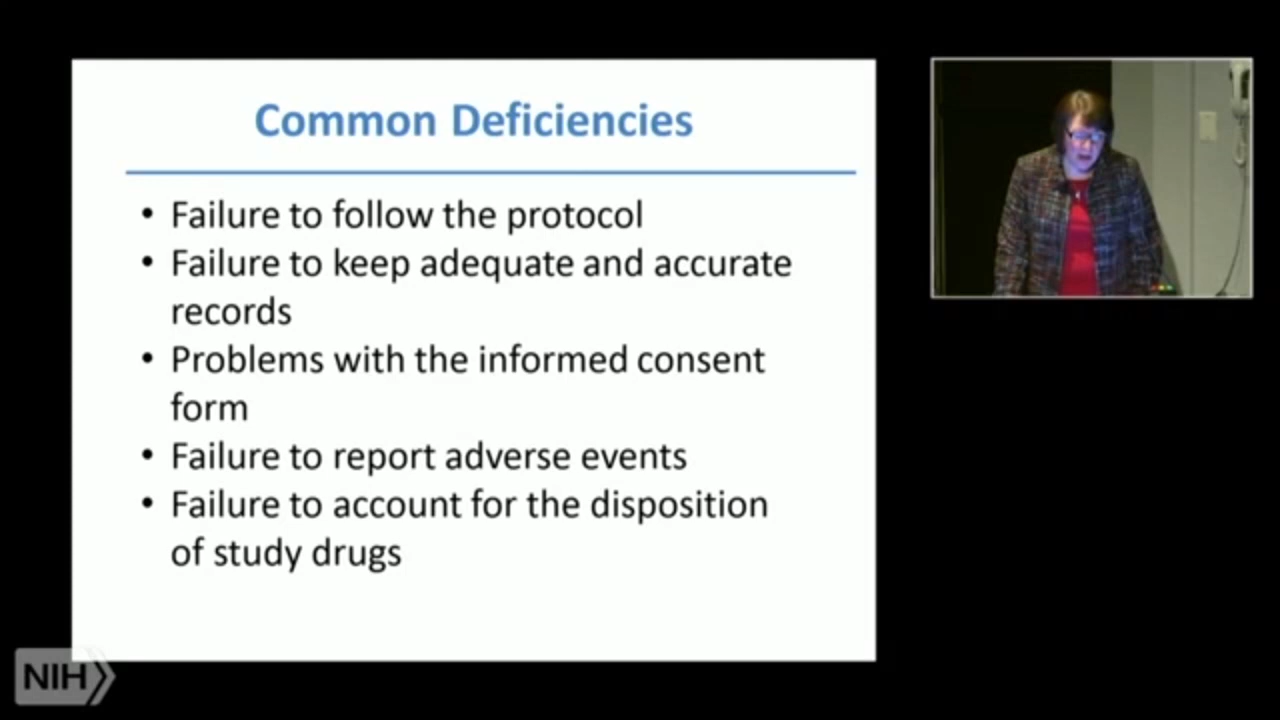 Common Deficiencies
• Failure to follow the protocol
• Failure to keep adequate and accurate
records
• Problems with the informed consent
form
• Failure to report adverse events
• Failure to account for the disposition
of study drugs
NIH